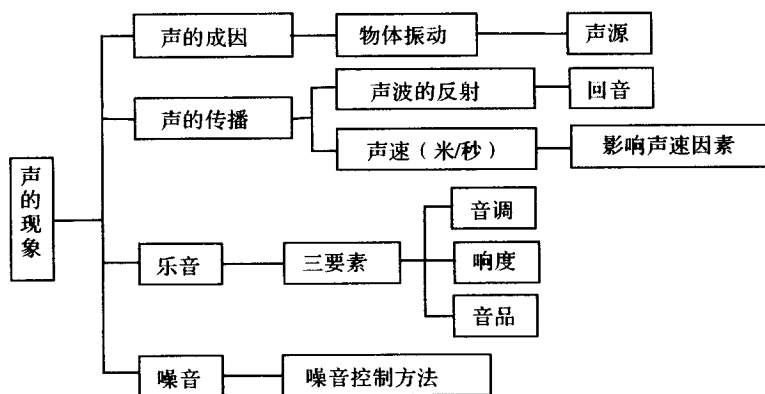 声的成因
物体振动
声源
声的传播
声波的反射
回音
声速（米/秒）
影响声速因素
声的现象
乐音
三要素
音调
响度
音品
噪音
噪音控制方法